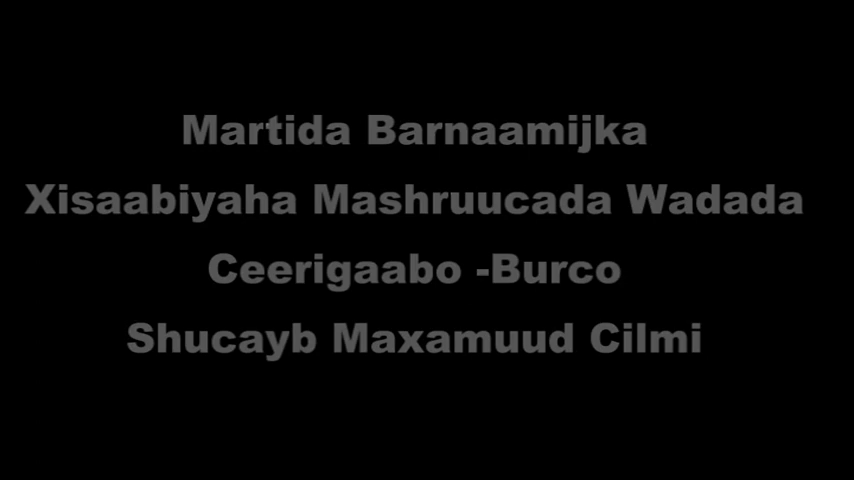 Martida Barnaamijka
Xisaabiyaha Mashruucada Wadada
Ceerigaabo -Burco
Shucayb Maxamuud Cilmi